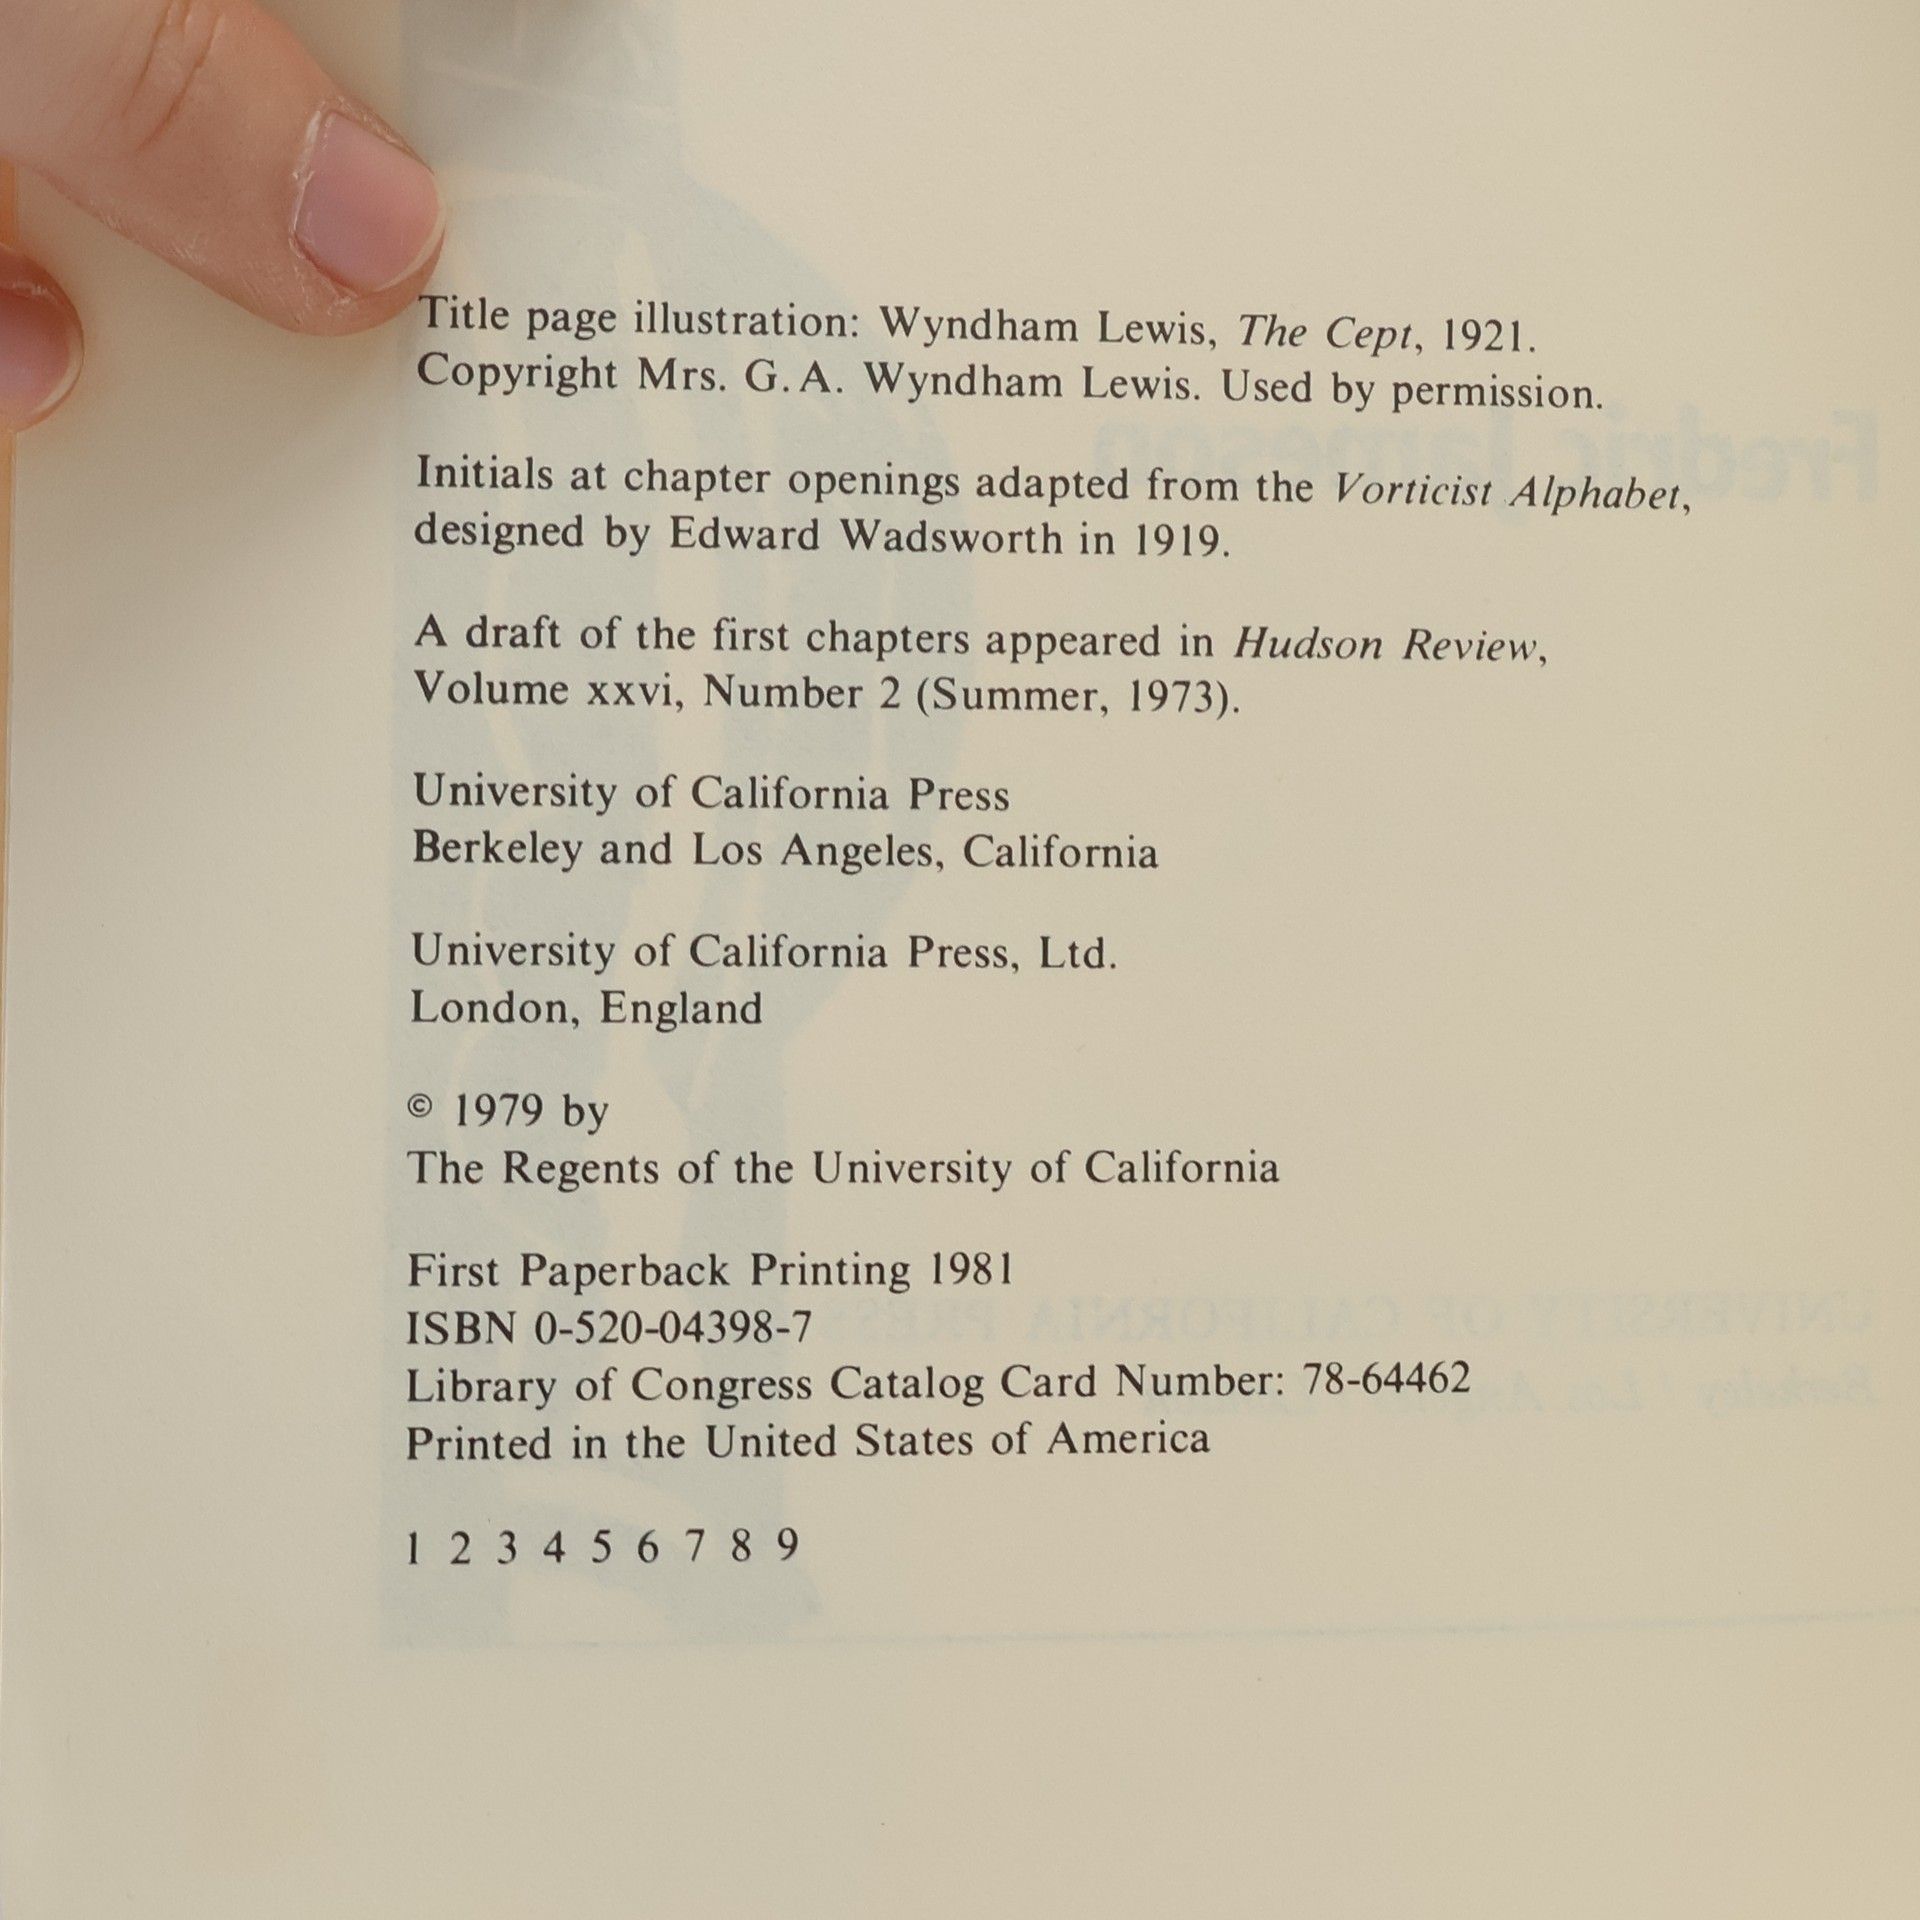 Title page illustration: Wyndham Lewis, The Cept, 1921.
Copyright Mrs. G. A. Wyndham Lewis. Used by permission.
Initials at chapter openings adapted from the Vorticist Alphabet,
designed by Edward Wadsworth in 1919.
A draft of the first chapters appeared in Hudson Review,
Volume xxvi, Number 2 (Summer, 1973).
University of California Press
Berkeley and Los Angeles, California
University of California Press, Ltd.
London, England
© 1979 by
The Regents of the University of California
First Paperback Printing 1981
ISBN 0-520-04398-7
Library of Congress Catalog Card Number: 78-64462
Printed in the United States of America
1 2 3 4 5 6 7 8 9